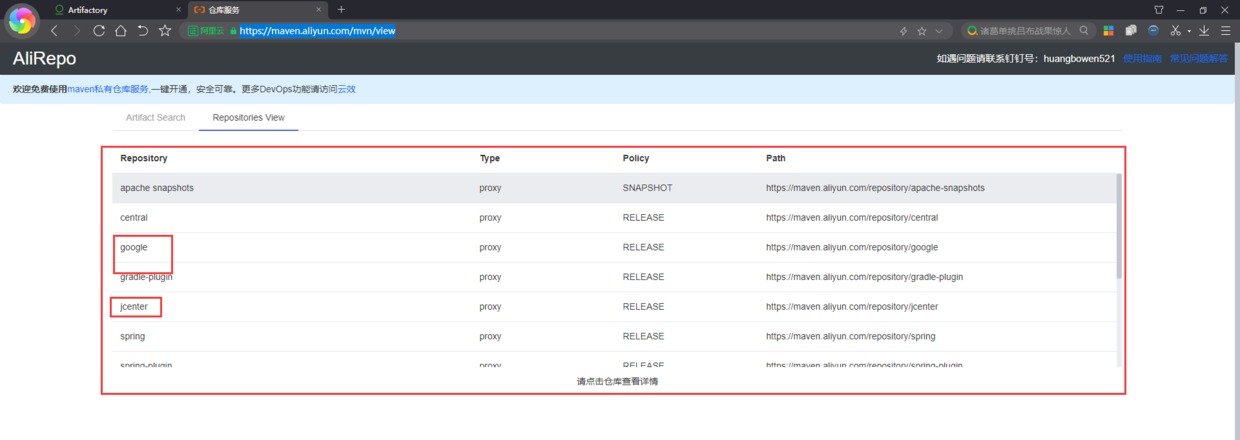 Artifactory
仓库服务
阿里云 https://maven.aliyun.com/mvn/view
诸葛单挑吕布战果惊人
AliRepo
如遇问题请联系钉钉号：huangbowen521 使用指南 常见问题解答
欢迎免费使用maven私有仓库服务,一键开通，安全可靠。更多DevOps功能请访问云效
Artifact Search Repositories View
Repository Type Policy Path
apache snapshots proxy SNAPSHOT https://maven.aliyun.com/repository/apache-snapshots
central proxy RELEASE https://maven.aliyun.com/repository/central
google proxy RELEASE https://maven.aliyun.com/repository/google
gradle-plugin proxy RELEASE https://maven.aliyun.com/repository/gradle-plugin
jcenter proxy RELEASE https://maven.aliyun.com/repository/jcenter
spring proxy RELEASE https://maven.aliyun.com/repository/spring
spring-plugin proxy RELEASE https://maven.aliyun.com/repository/spring-plugin
请点击仓库查看详情